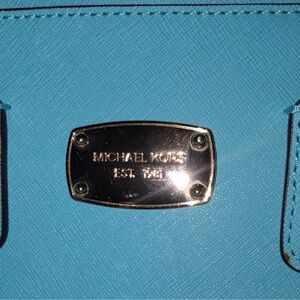 MICHAEL KORS
EST. 1981